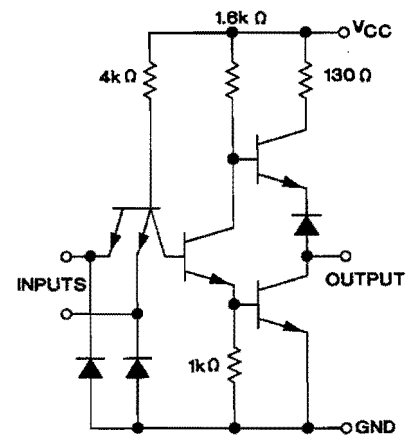 1.6k Ω
VCC
4k Ω
130 Ω
INPUTS
OUTPUT
1k Ω
GND